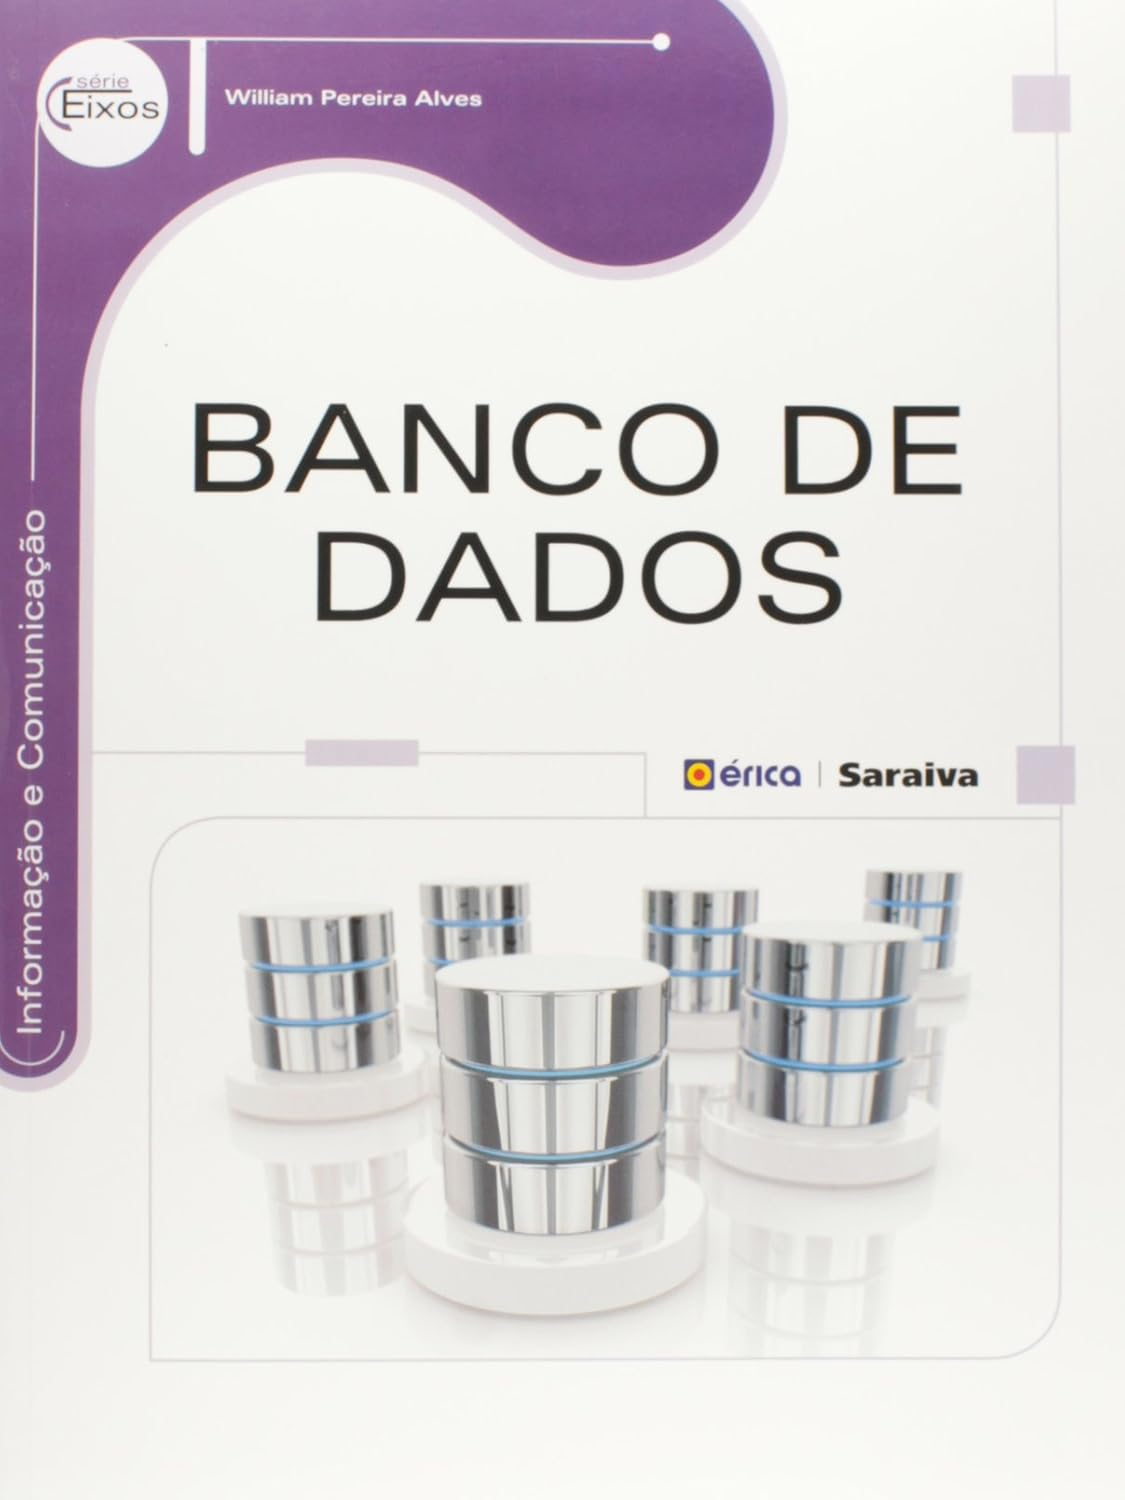 série
Eixos
William Pereira Alves
BANCO DE
DADOS
Informação e Comunicação
érica | Saraiva